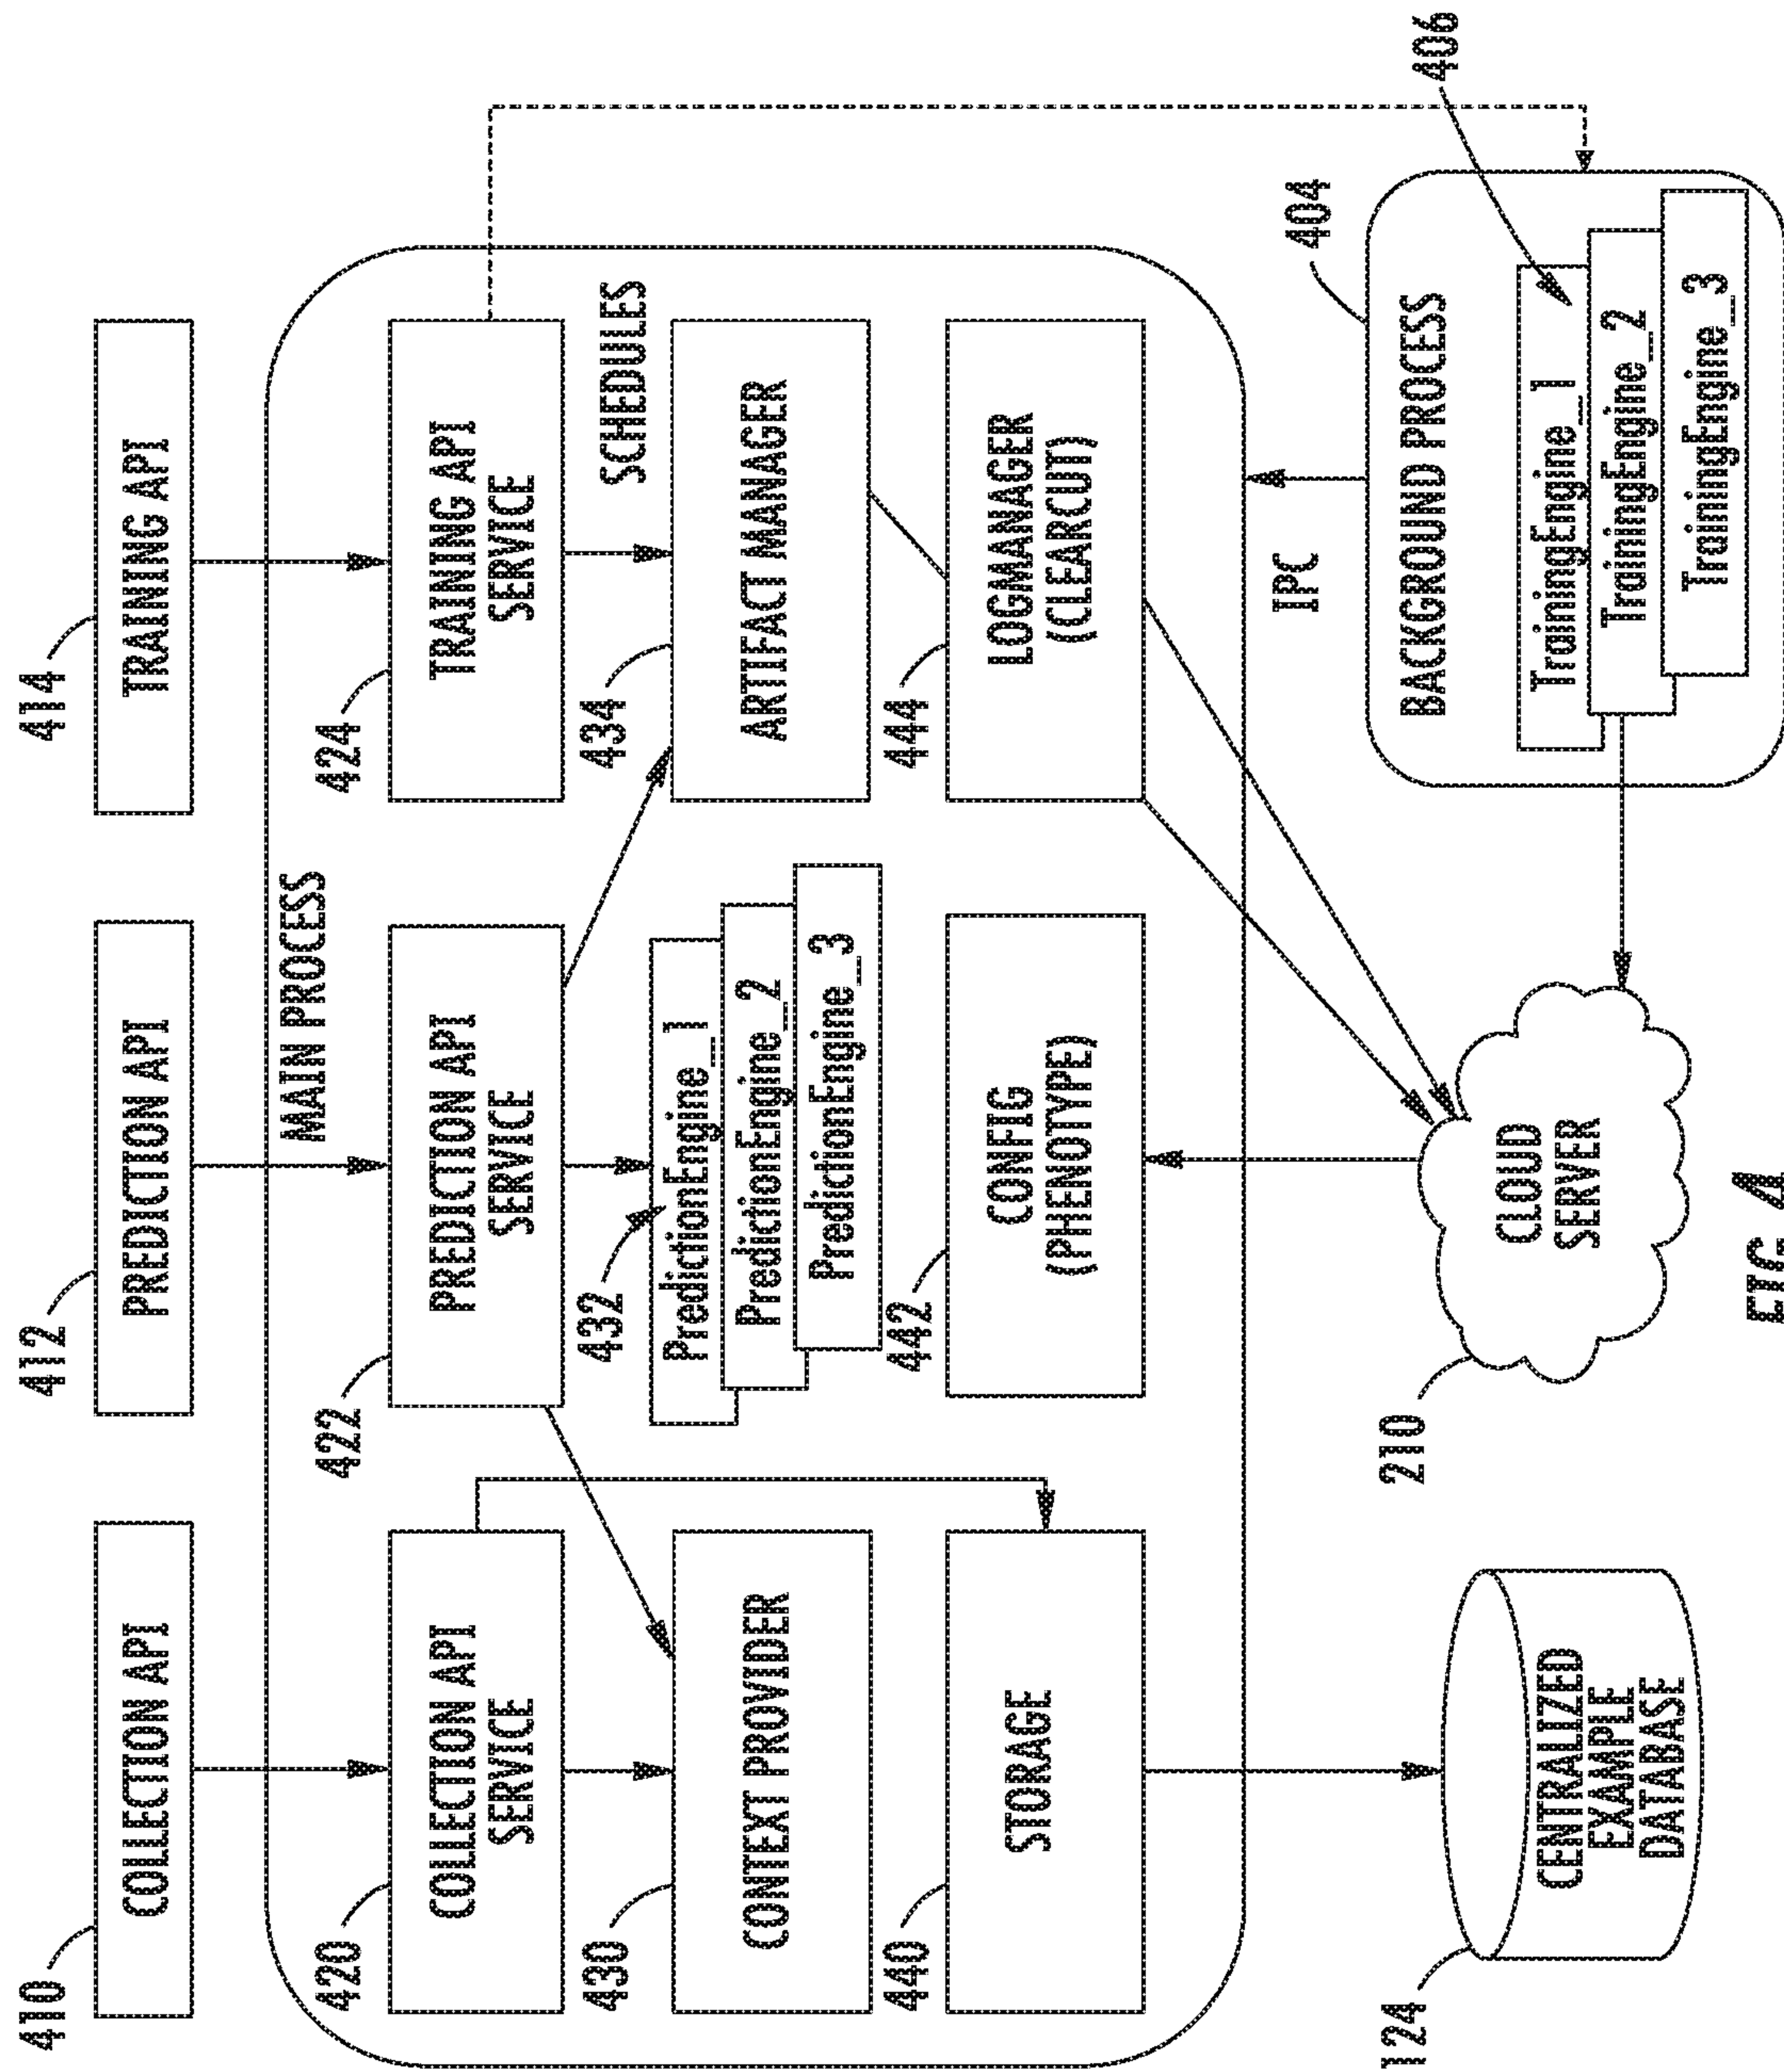 410
COLLECTION API
412
PREDICTION API
414
TRAINING API
MAIN PROCESS
420
COLLECTION API
SERVICE
422
PREDICTION API
SERVICE
424
TRAINING API
SERVICE
SCHEDULES
430
CONTEXT PROVIDER
432
PredictionEngine_1
PredictionEngine_2
PredictionEngine_3
434
ARTIFACT MANAGER
440
STORAGE
442
CONFIG
(PHENOTYPE)
444
LOGMANAGER
(CLEARCUT)
IPC
404
BACKGROUND PROCESS
TrainingEngine_1
TrainingEngine_2
TrainingEngine_3
406
124
CENTRALIZED
EXAMPLE
DATABASE
210
CLOUD
SERVER
FIG. 4